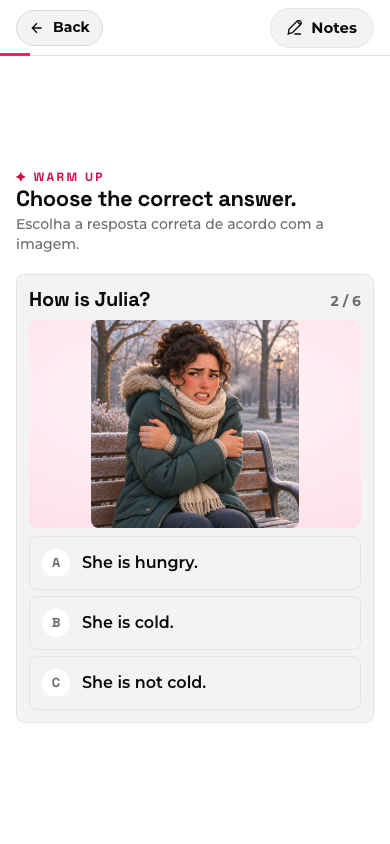 Back
Notes
WARM UP
Choose the correct answer.
Escolha a resposta correta de acordo com a
imagem.
How is Julia?
2 / 6
A
She is hungry.
B
She is cold.
C
She is not cold.